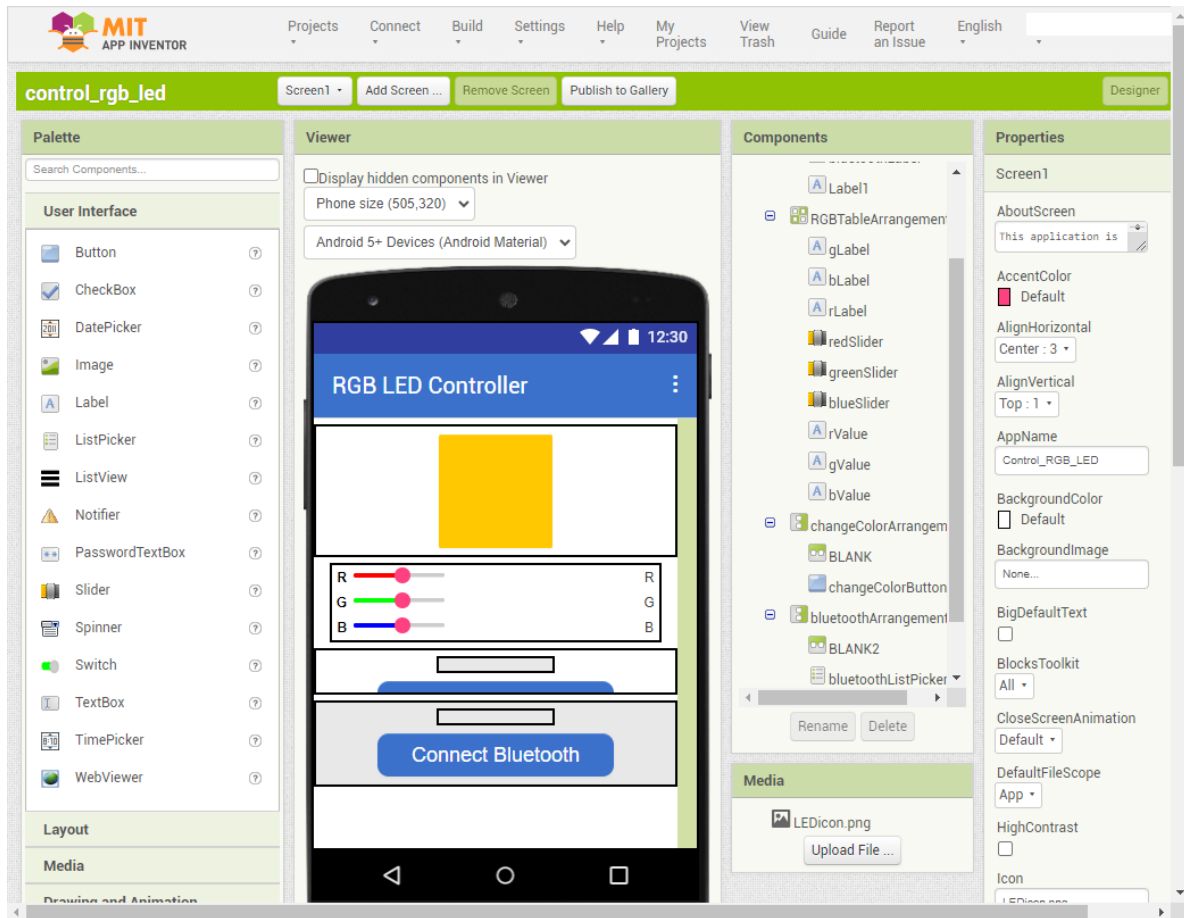 MIT
APP INVENTOR
Projects
Connect
Build
Settings
Help
My
Projects
View
Trash
Guide
Report
an Issue
English
control_rgb_led
Screen1
Add Screen ...
Remove Screen
Publish to Gallery
Designer
Palette
Search Components...
User Interface
Button
CheckBox
DatePicker
Image
Label
ListPicker
ListView
Notifier
PasswordTextBox
Slider
Spinner
Switch
TextBox
TimePicker
WebViewer
Layout
Media
Drawing and Animation
Viewer
Display hidden components in Viewer
Phone size (505,320)
Android 5+ Devices (Android Material)
12:30
RGB LED Controller
R R
G G
B B
Connect Bluetooth
Components
Label1
RGBTableArrangemen
gLabel
bLabel
rLabel
redSlider
greenSlider
blueSlider
rValue
gValue
bValue
changeColorArrangem
BLANK
changeColorButton
bluetoothArrangement
BLANK2
bluetoothListPicker
Rename
Delete
Media
LEDicon.png
Upload File ...
Properties
Screen1
AboutScreen
This application is
AccentColor
Default
AlignHorizontal
Center : 3
AlignVertical
Top : 1
AppName
Control_RGB_LED
BackgroundColor
Default
BackgroundImage
None...
BigDefaultText
BlocksToolkit
All
CloseScreenAnimation
Default
DefaultFileScope
App
HighContrast
Icon
LEDicon.png